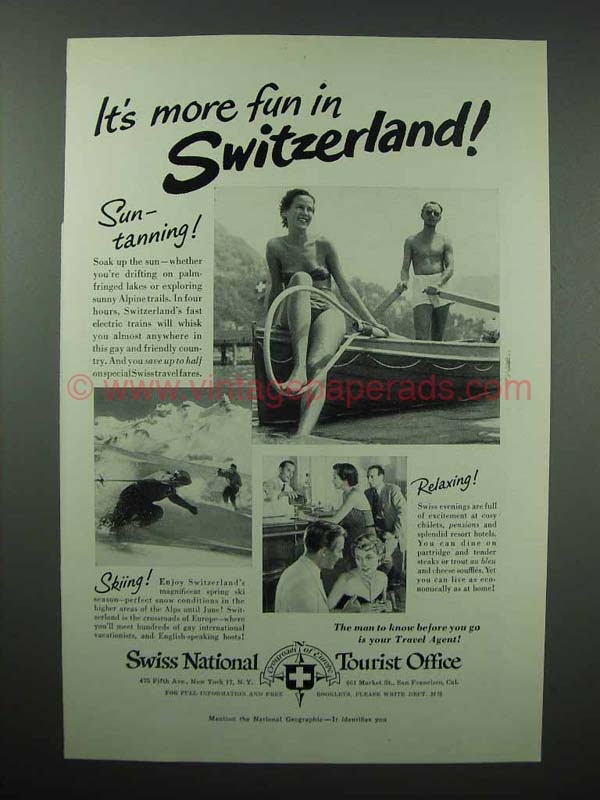 It's more fun in
Switzerland!
Sun-
tanning!
Soak up the sun—whether
you're drifting on palm-
fringed lakes or exploring
sunny Alpine trails. In four
hours, Switzerland's fast
electric trains will whisk
you almost anywhere in
this gay and friendly coun-
try. And you save up to half
on special Swiss travel fares.
© www.vintagepaperads.com
Relaxing!
Swiss evenings are full
of excitement at cosy
châlets, pensions and
splendid resort hotels.
You can dine on
partridge and tender
steaks or trout au bleu
and cheese soufflés. Yet
you can live as eco-
nomically as at home!
Skiing! Enjoy Switzerland's
magnificent spring ski
season—perfect snow conditions in the
higher areas of the Alps until June! Swit-
zerland is the crossroads of Europe—where
you'll meet hundreds of gay international
vacationists, and English-speaking hosts!
The man to know before you go
is your Travel Agent!
Swiss National Tourist Office
Crossroads of Europe
475 Fifth Ave., New York 17, N. Y. 661 Market St., San Francisco, Cal.
FOR FULL INFORMATION AND FREE BOOKLETS, PLEASE WRITE DEPT.
Mention the National Geographic—It identifies you